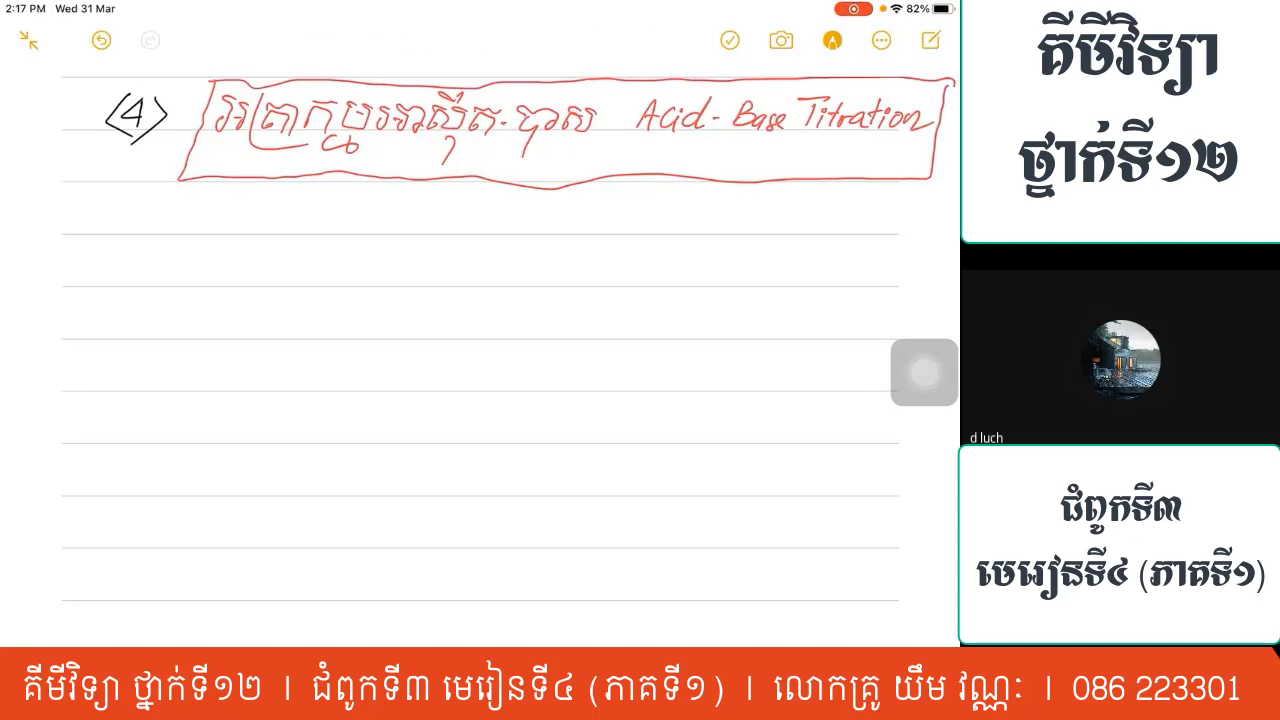 2:17 PM Wed 31 Mar 82%
4 អត្រាកម្មអាស៊ីត-បាស Acid-Base Titration
គីមីវិទ្យា
ថ្នាក់ទី១២
d luch
ជំពូកទី៣
មេរៀនទី៤ (ភាគទី១)
គីមីវិទ្យា ថ្នាក់ទី១២ | ជំពូកទី៣ មេរៀនទី៤ (ភាគទី១) | លោកគ្រូ យឹម វណ្ណៈ | 086 223301